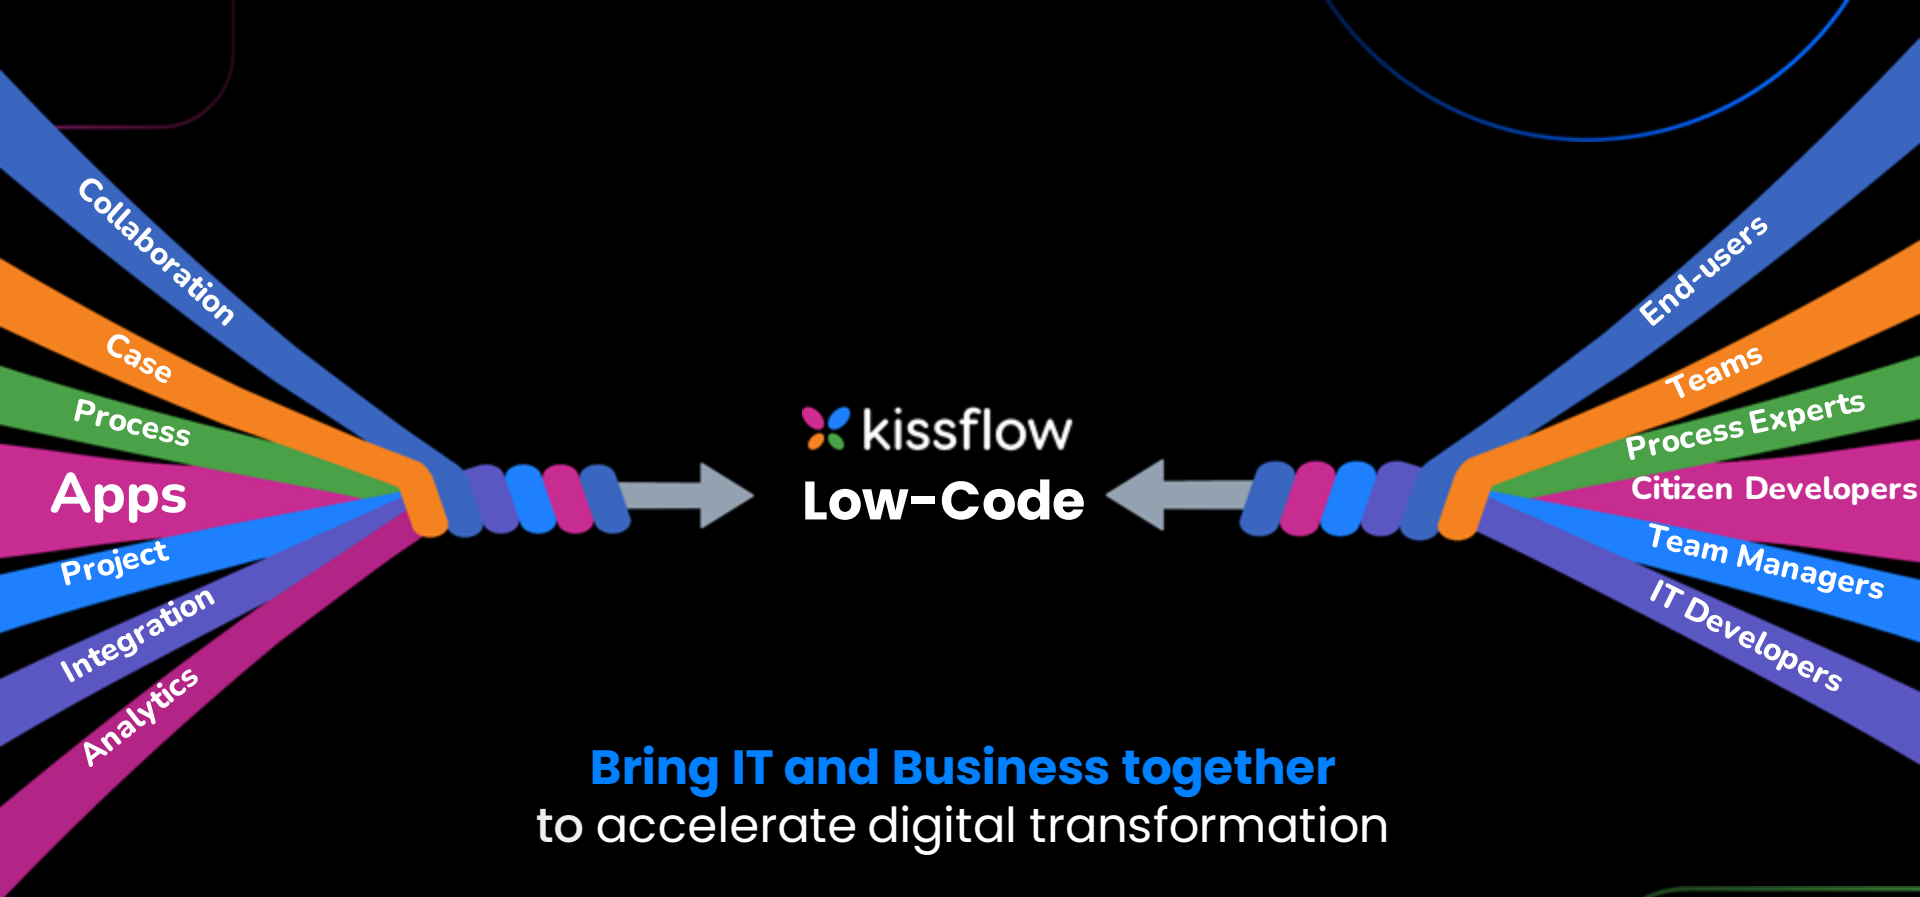 Collaboration
Case
Process
Apps
Project
Integration
Analytics
kissflow
Low-Code
End-users
Teams
Process Experts
Citizen Developers
Team Managers
IT Developers
Bring IT and Business together
to accelerate digital transformation